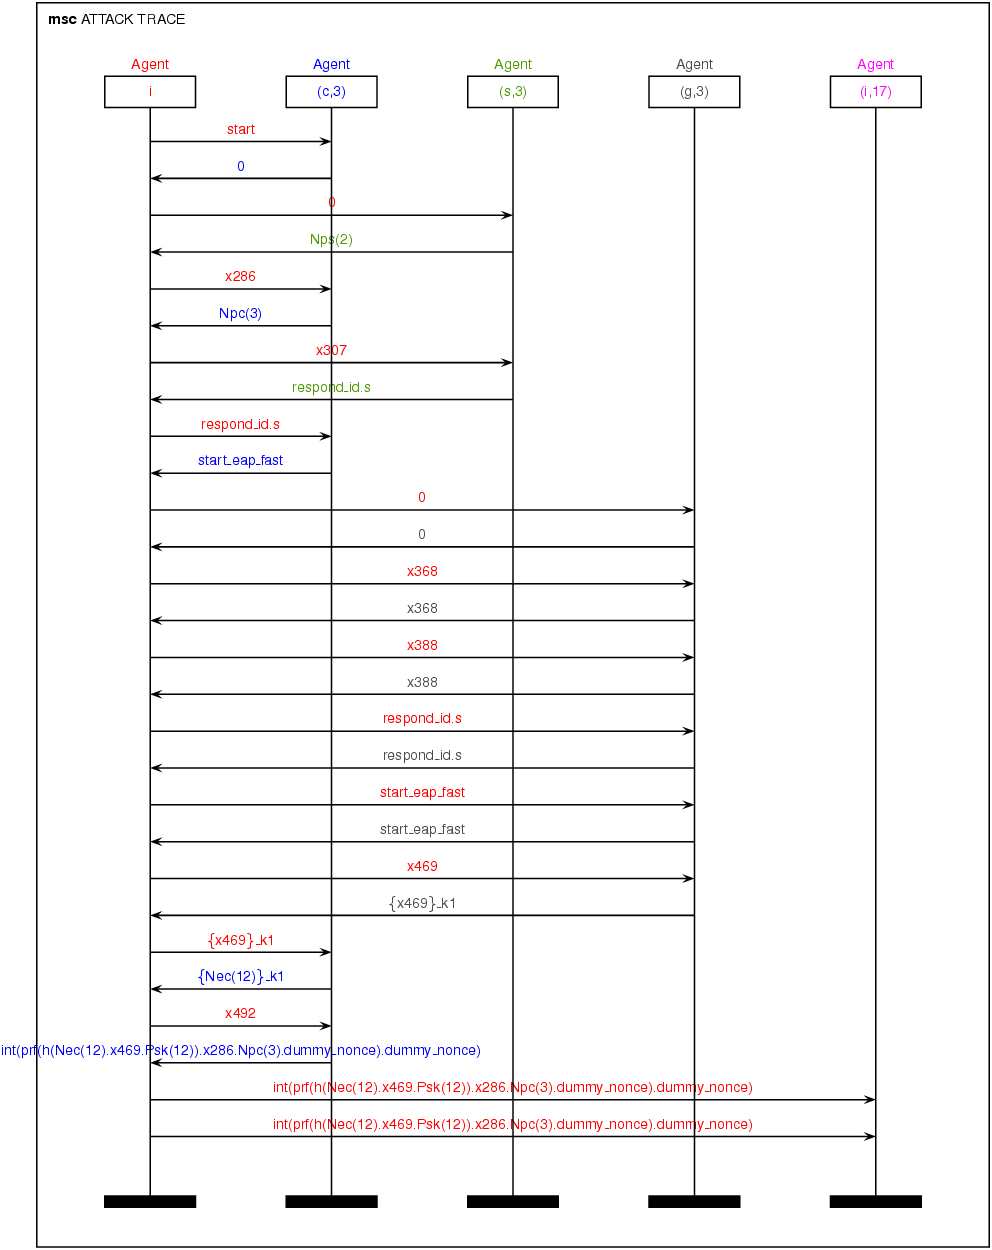 msc ATTACK TRACE
Agent Agent Agent Agent Agent
i (c,3) (s,3) (g,3) (i,17)
start
0
0
Nps(2)
x286
Npc(3)
x307
respond_id.s
respond_id.s
start_eap_fast
0
0
x368
x368
x388
x388
respond_id.s
respond_id.s
start_eap_fast
start_eap_fast
x469
{x469}_k1
{x469}_k1
{Nec(12)}_k1
x492
int(prf(h(Nec(12).x469.Psk(12)).x286.Npc(3).dummy_nonce).dummy_nonce)
int(prf(h(Nec(12).x469.Psk(12)).x286.Npc(3).dummy_nonce).dummy_nonce)
int(prf(h(Nec(12).x469.Psk(12)).x286.Npc(3).dummy_nonce).dummy_nonce)